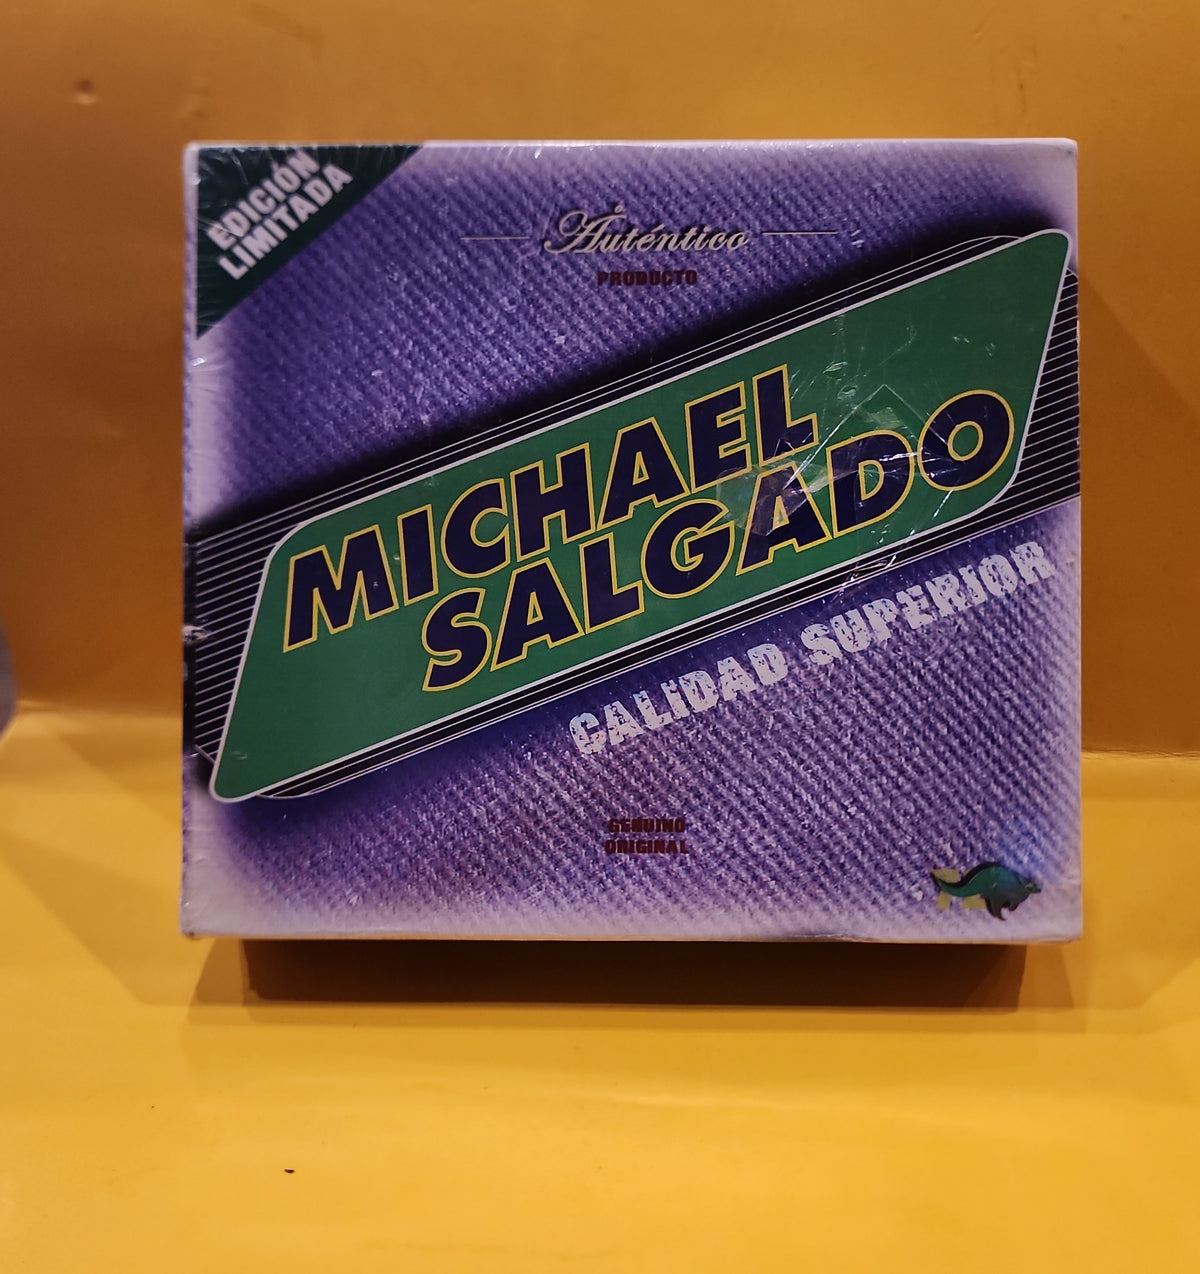 EDICIÓN
LIMITADA
Auténtico
PRODUCTO
MICHAEL
SALGADO
CALIDAD SUPERIOR
GENUINO
ORIGINAL